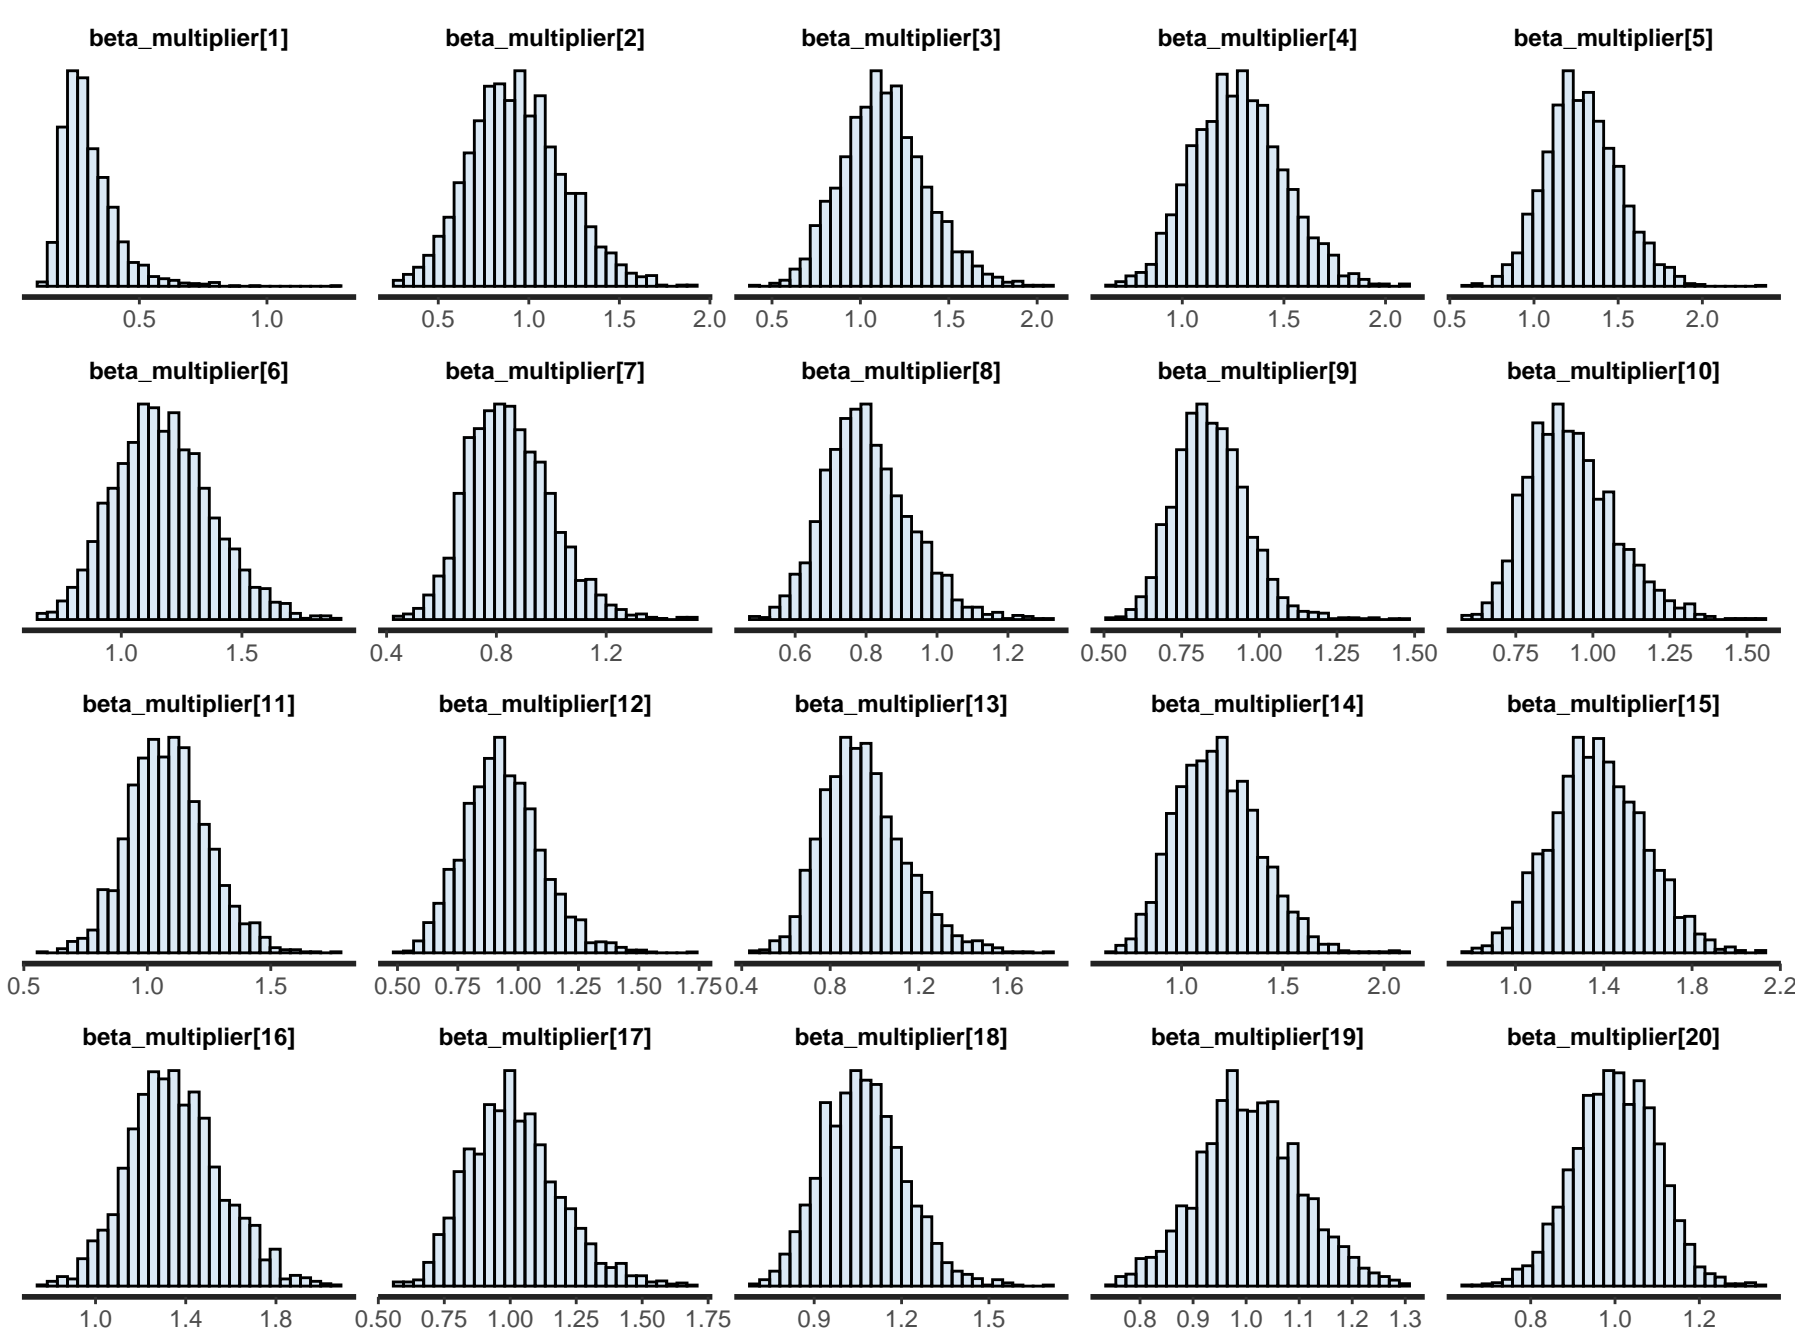 beta_multiplier[1] beta_multiplier[2] beta_multiplier[3] beta_multiplier[4] beta_multiplier[5]
0.5 1.0 0.5 1.0 1.5 2.0 0.5 1.0 1.5 2.0 1.0 1.5 2.0 0.5 1.0 1.5 2.0
beta_multiplier[6] beta_multiplier[7] beta_multiplier[8] beta_multiplier[9] beta_multiplier[10]
1.0 1.5 0.4 0.8 1.2 0.6 0.8 1.0 1.2 0.50 0.75 1.00 1.25 1.50 0.75 1.00 1.25 1.50
beta_multiplier[11] beta_multiplier[12] beta_multiplier[13] beta_multiplier[14] beta_multiplier[15]
0.5 1.0 1.5 0.50 0.75 1.00 1.25 1.50 1.75 0.4 0.8 1.2 1.6 1.0 1.5 2.0 1.0 1.4 1.8 2.2
beta_multiplier[16] beta_multiplier[17] beta_multiplier[18] beta_multiplier[19] beta_multiplier[20]
1.0 1.4 1.8 0.50 0.75 1.00 1.25 1.50 1.75 0.9 1.2 1.5 0.8 0.9 1.0 1.1 1.2 1.3 0.8 1.0 1.2